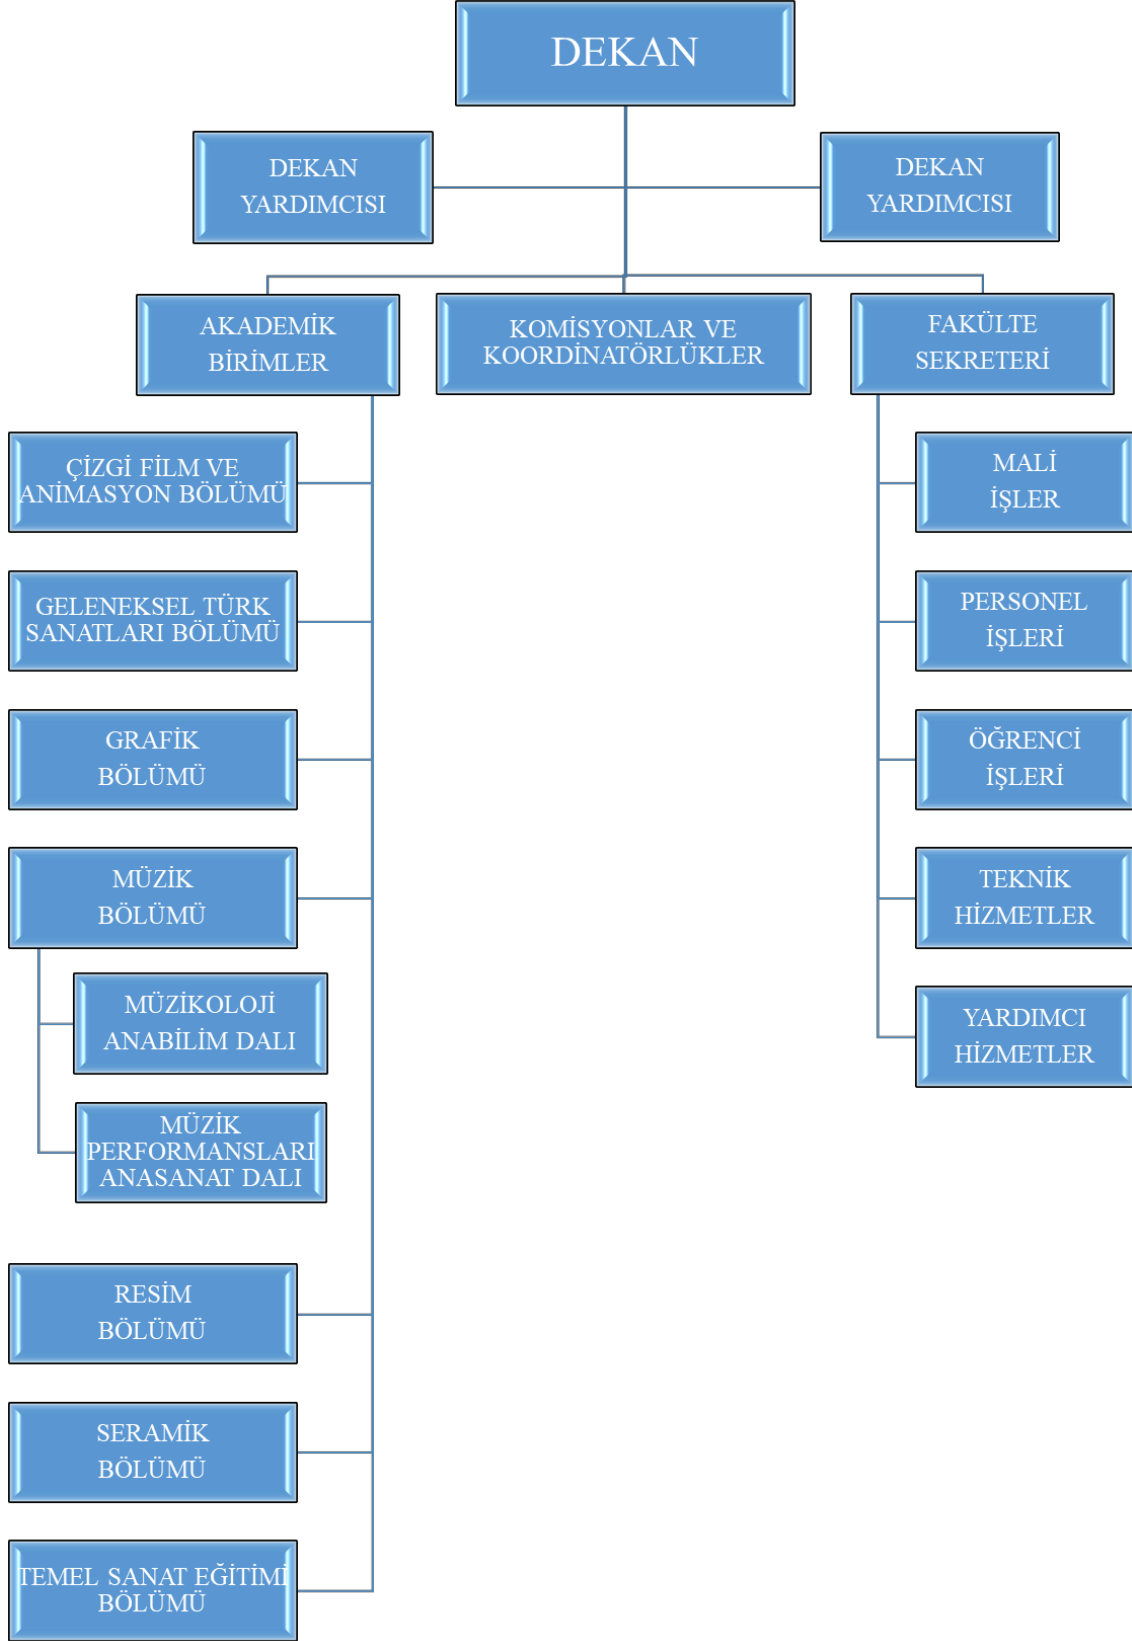 DEKAN
DEKAN
YARDIMCISI
DEKAN
YARDIMCISI
AKADEMİK
BİRİMLER
KOMİSYONLAR VE
KOORDİNATÖRLÜKLER
FAKÜLTE
SEKRETERİ
ÇİZGİ FİLM VE
ANİMASYON BÖLÜMÜ
GELENEKSEL TÜRK
SANATLARI BÖLÜMÜ
GRAFİK
BÖLÜMÜ
MÜZİK
BÖLÜMÜ
MÜZİKOLOJİ
ANABİLİM DALI
MÜZİK
PERFORMANSLARI
ANASANAT DALI
RESİM
BÖLÜMÜ
SERAMİK
BÖLÜMÜ
TEMEL SANAT EĞİTİMİ
BÖLÜMÜ
MALİ
İŞLER
PERSONEL
İŞLERİ
ÖĞRENCİ
İŞLERİ
TEKNİK
HİZMETLER
YARDIMCI
HİZMETLER